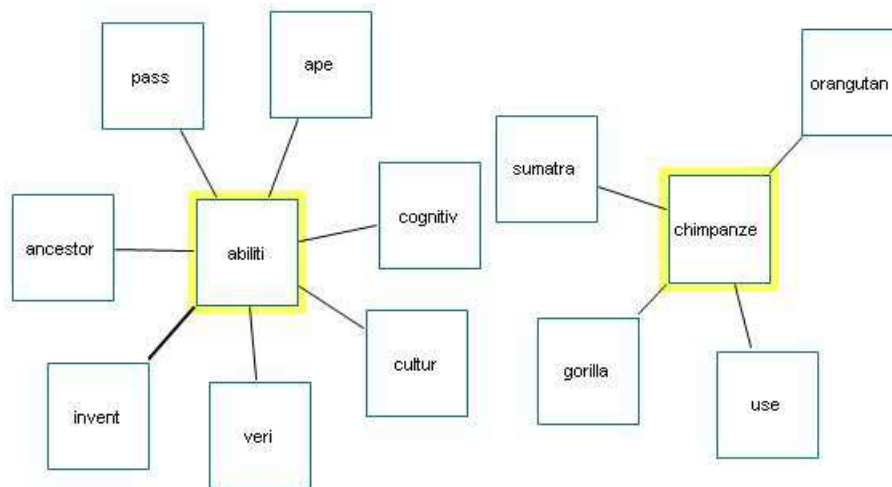 pass
ape
orangutan
sumatra
cognitiv
chimpanze
ancestor
abiliti
cultur
gorilla
invent
veri
use